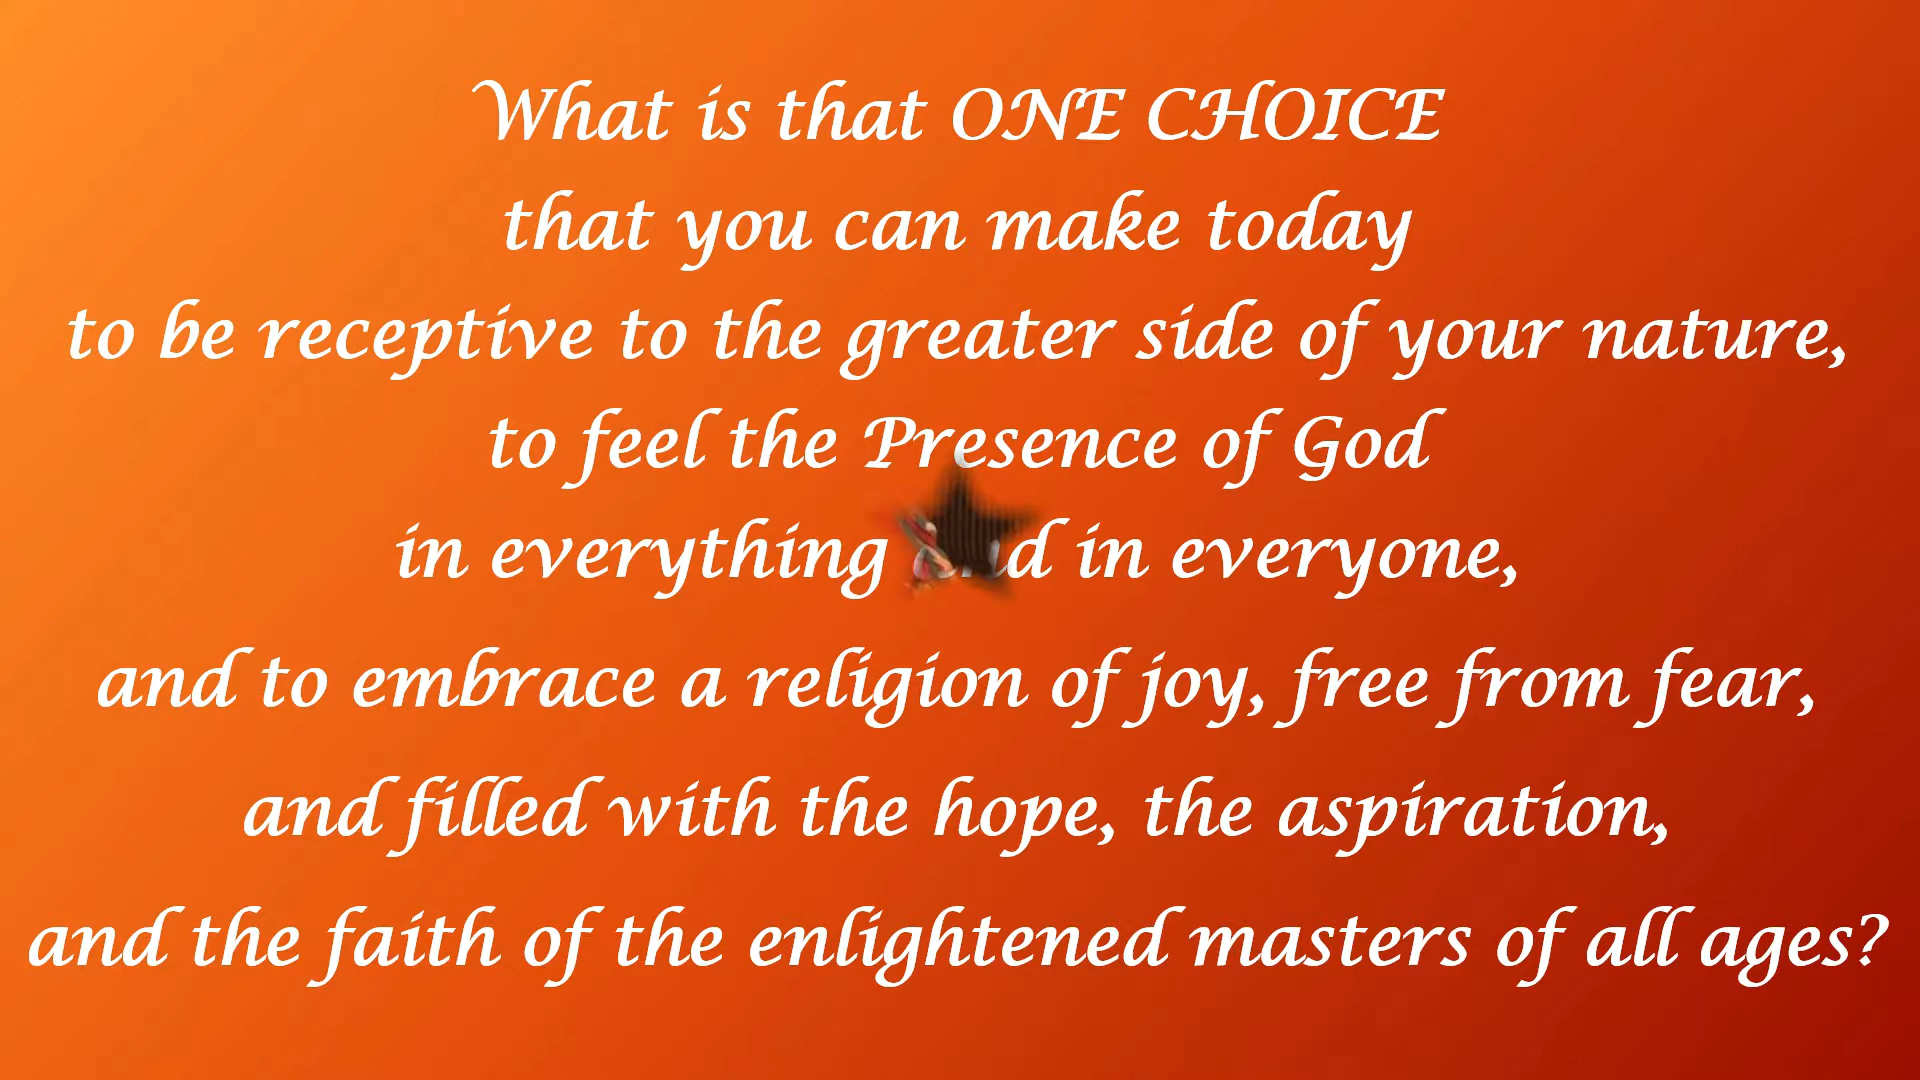 What is that ONE CHOICE
that you can make today
to be receptive to the greater side of your nature,
to feel the Presence of God
in everything and in everyone,
and to embrace a religion of joy, free from fear,
and filled with the hope, the aspiration,
and the faith of the enlightened masters of all ages?